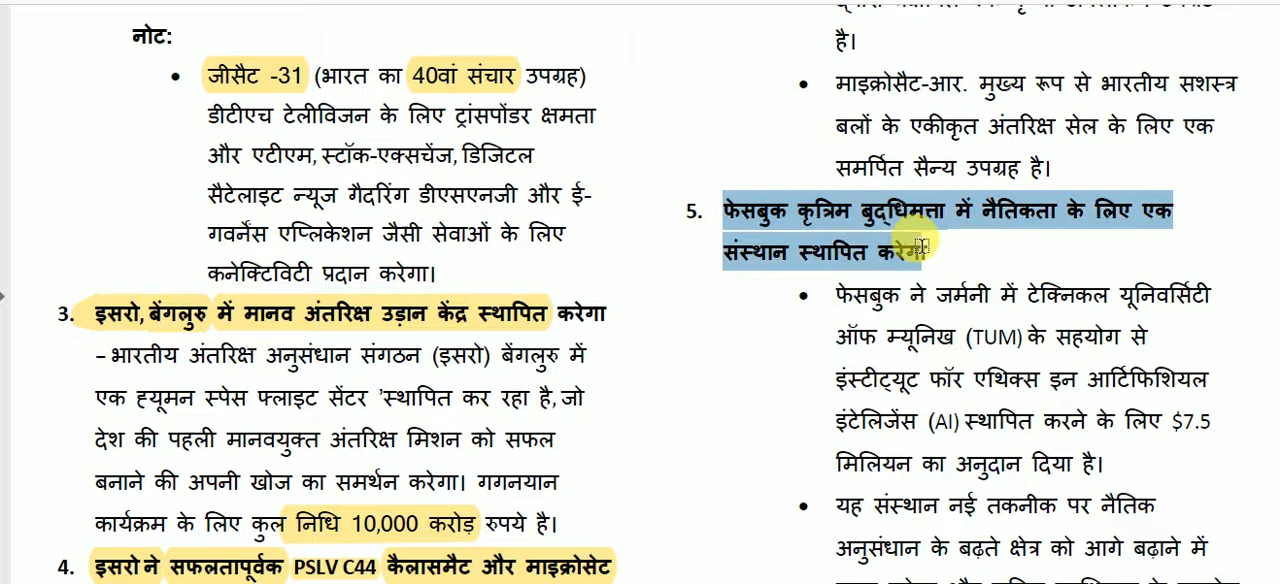 नोट:
• जीसैट -31 (भारत का 40वां संचार उपग्रह)
डीटीएच टेलीविजन के लिए ट्रांसपोंडर क्षमता
और एटीएम, स्टॉक-एक्सचेंज, डिजिटल
सैटेलाइट न्यूज गैदरिंग डीएसएनजी और ई-
गवर्नेंस एप्लिकेशन जैसी सेवाओं के लिए
कनेक्टिविटी प्रदान करेगा।
3. इसरो, बेंगलुरु में मानव अंतरिक्ष उड़ान केंद्र स्थापित करेगा
– भारतीय अंतरिक्ष अनुसंधान संगठन (इसरो) बेंगलुरु में
एक ह्यूमन स्पेस फ्लाइट सेंटर 'स्थापित कर रहा है, जो
देश की पहली मानवयुक्त अंतरिक्ष मिशन को सफल
बनाने की अपनी खोज का समर्थन करेगा। गगनयान
कार्यक्रम के लिए कुल निधि 10,000 करोड़ रुपये है।
4. इसरो ने सफलतापूर्वक PSLV C44 कैलासमैट और माइक्रोसेट
है।
• माइक्रोसैट-आर. मुख्य रूप से भारतीय सशस्त्र
बलों के एकीकृत अंतरिक्ष सेल के लिए एक
समर्पित सैन्य उपग्रह है।
5. फेसबुक कृत्रिम बुद्धिमत्ता में नैतिकता के लिए एक
संस्थान स्थापित करेगा
• फेसबुक ने जर्मनी में टेक्निकल यूनिवर्सिटी
ऑफ म्यूनिख (TUM) के सहयोग से
इंस्टीट्यूट फॉर एथिक्स इन आर्टिफिशियल
इंटेलिजेंस (AI) स्थापित करने के लिए $7.5
मिलियन का अनुदान दिया है।
• यह संस्थान नई तकनीक पर नैतिक
अनुसंधान के बढ़ते क्षेत्र को आगे बढ़ाने में